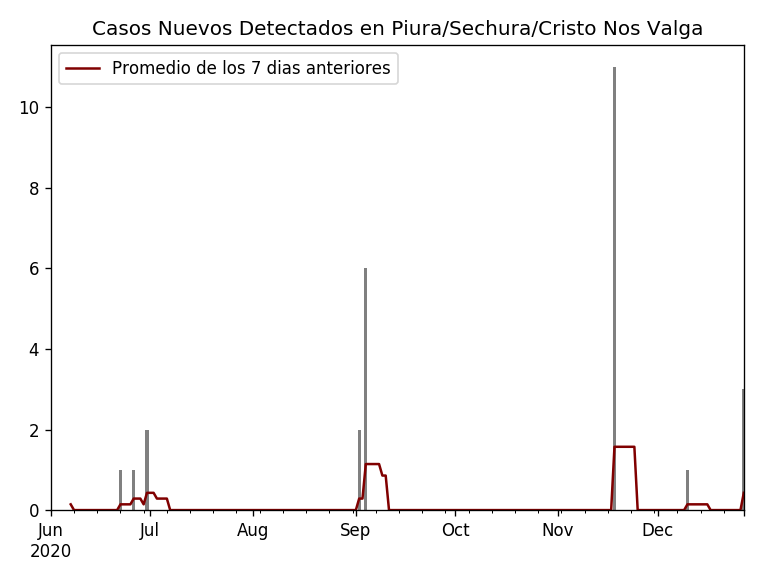 Casos Nuevos Detectados en Piura/Sechura/Cristo Nos Valga
Promedio de los 7 dias anteriores
10
8
6
4
2
0
Jun Jul Aug Sep Oct Nov Dec
2020